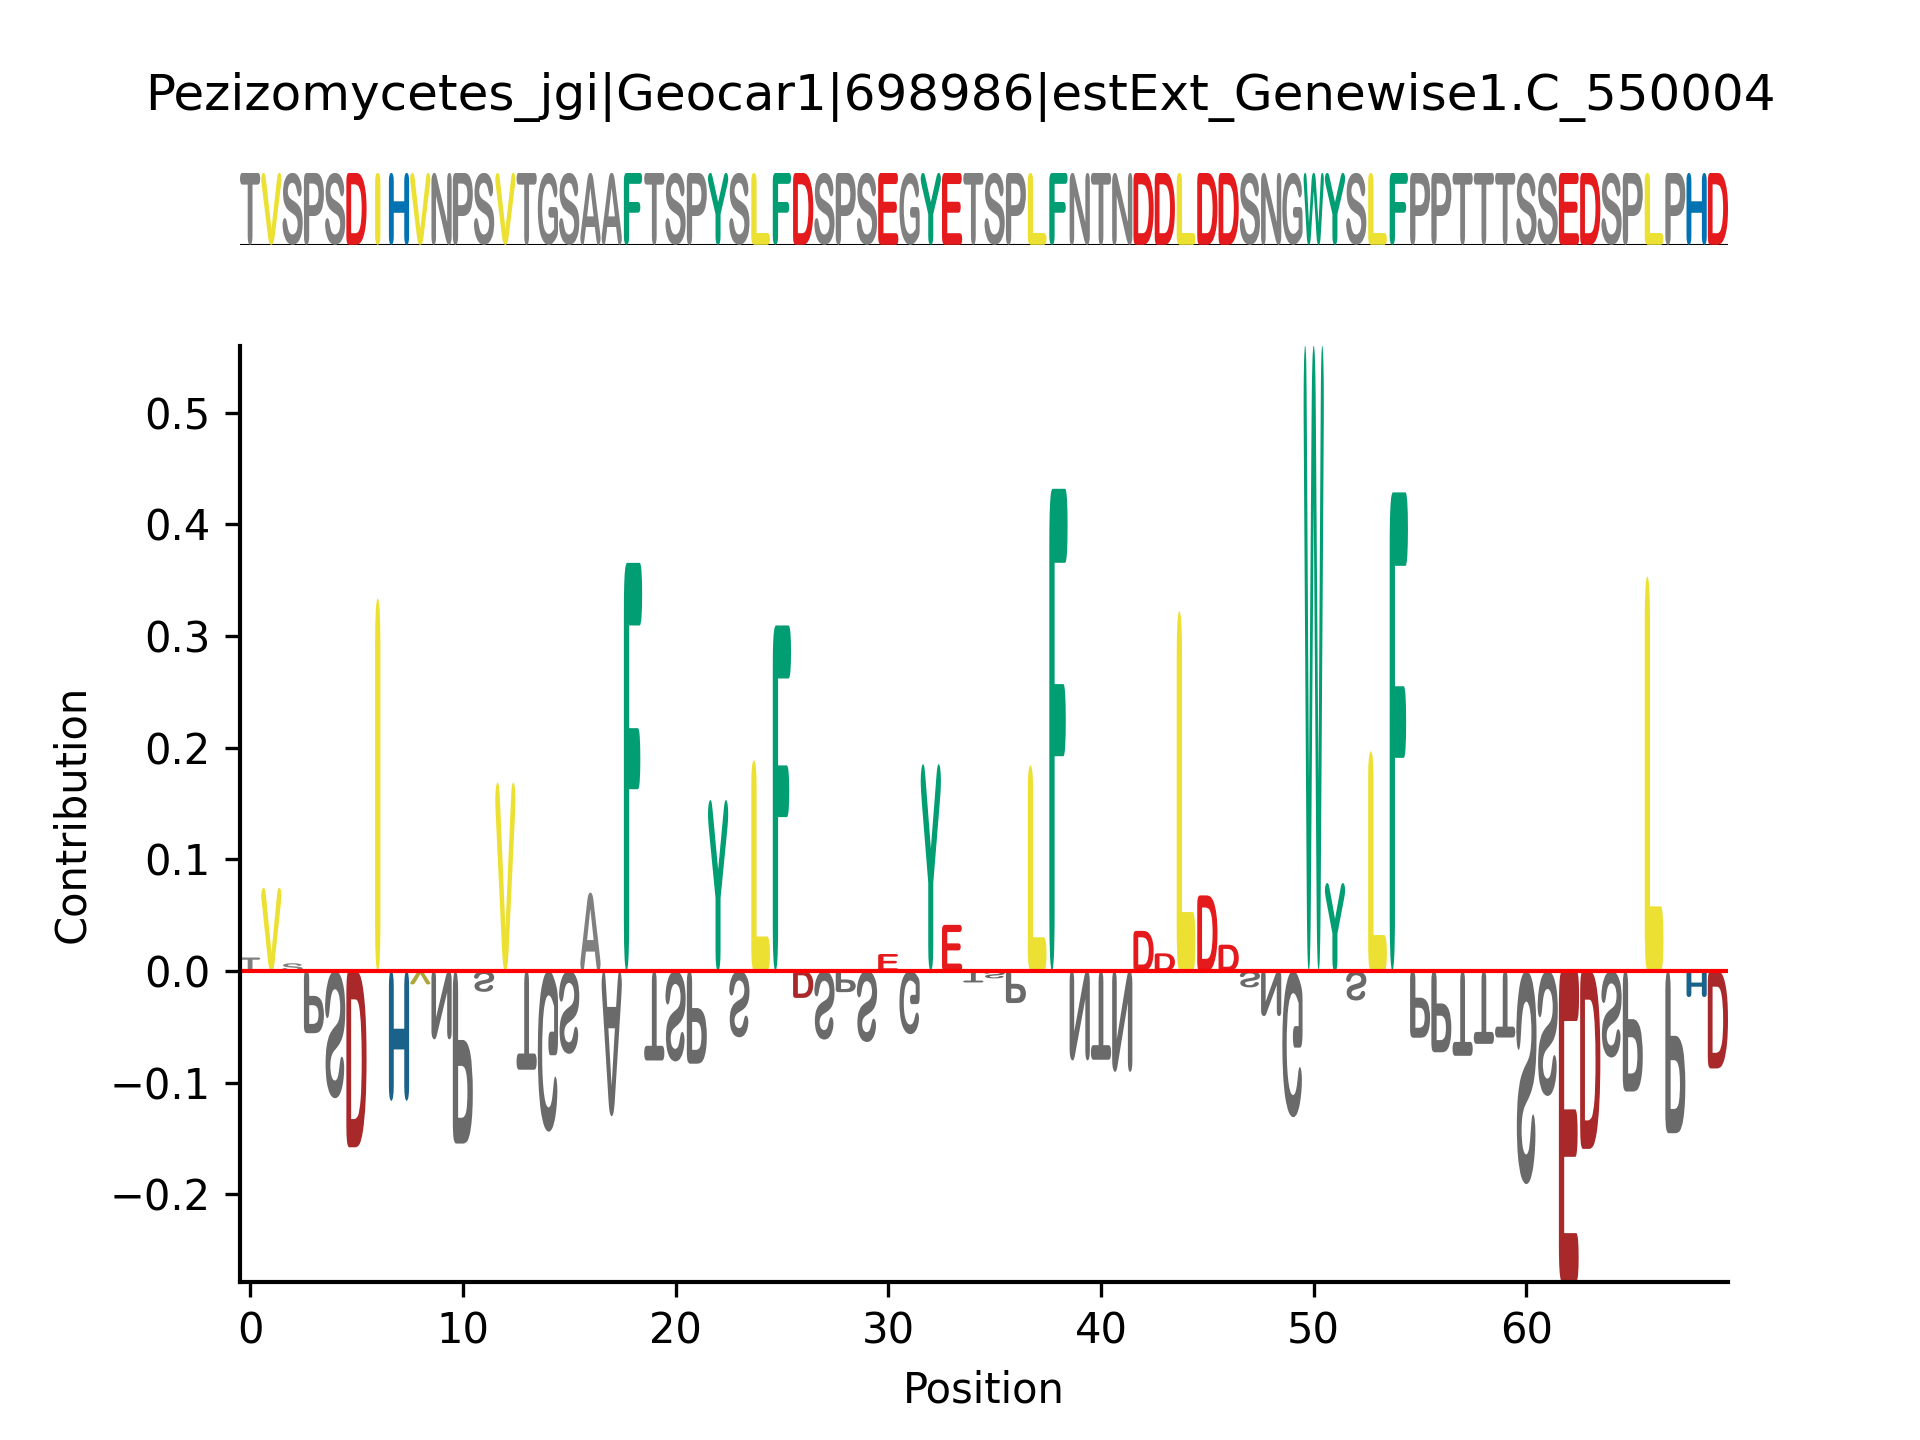 Pezizomycetes_jgi|Geocar1|698986|estExt_Genewise1.C_550004
TVSPSDIHVNPSVTGSAAFTSPYSLFDSPSEGYETSPLFNTNDDLDDSNGWYSLFPPTTTSSEDSPLPHD
Contribution
0.5
0.4
0.3
0.2
0.1
0.0
−0.1
−0.2
TVSPSDIHVNPSVTGSAAFTSPYSLFDSPSEGYETSPLFNTNDDLDDSNGWYSLFPPTTTSSEDSPLPHD
0 10 20 30 40 50 60
Position